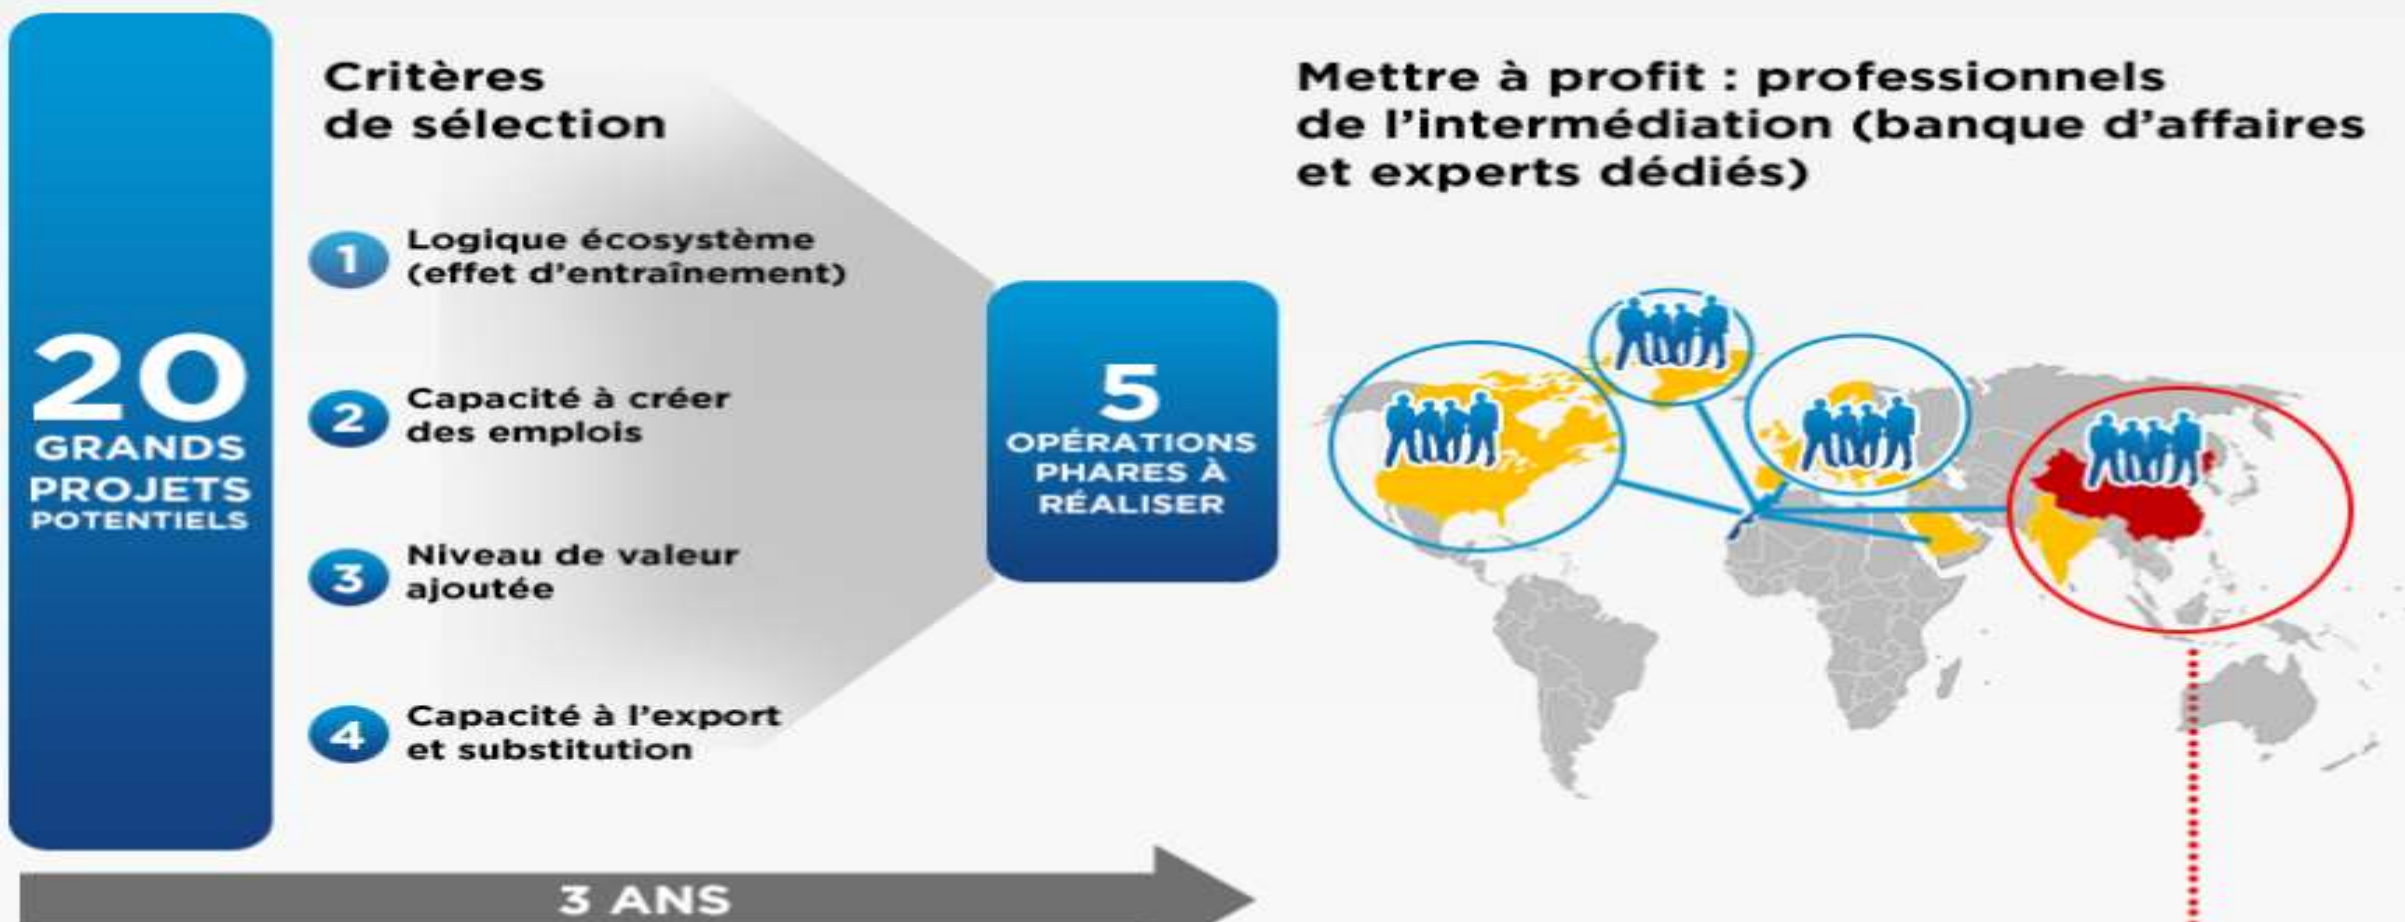 20
GRANDS
PROJETS
POTENTIELS
Critères
de sélection
1
Logique écosystème
(effet d'entraînement)
2
Capacité à créer
des emplois
3
Niveau de valeur
ajoutée
4
Capacité à l'export
et substitution
5
OPÉRATIONS
PHARES À
RÉALISER
Mettre à profit : professionnels
de l'intermédiation (banque d'affaires
et experts dédiés)
3 ANS